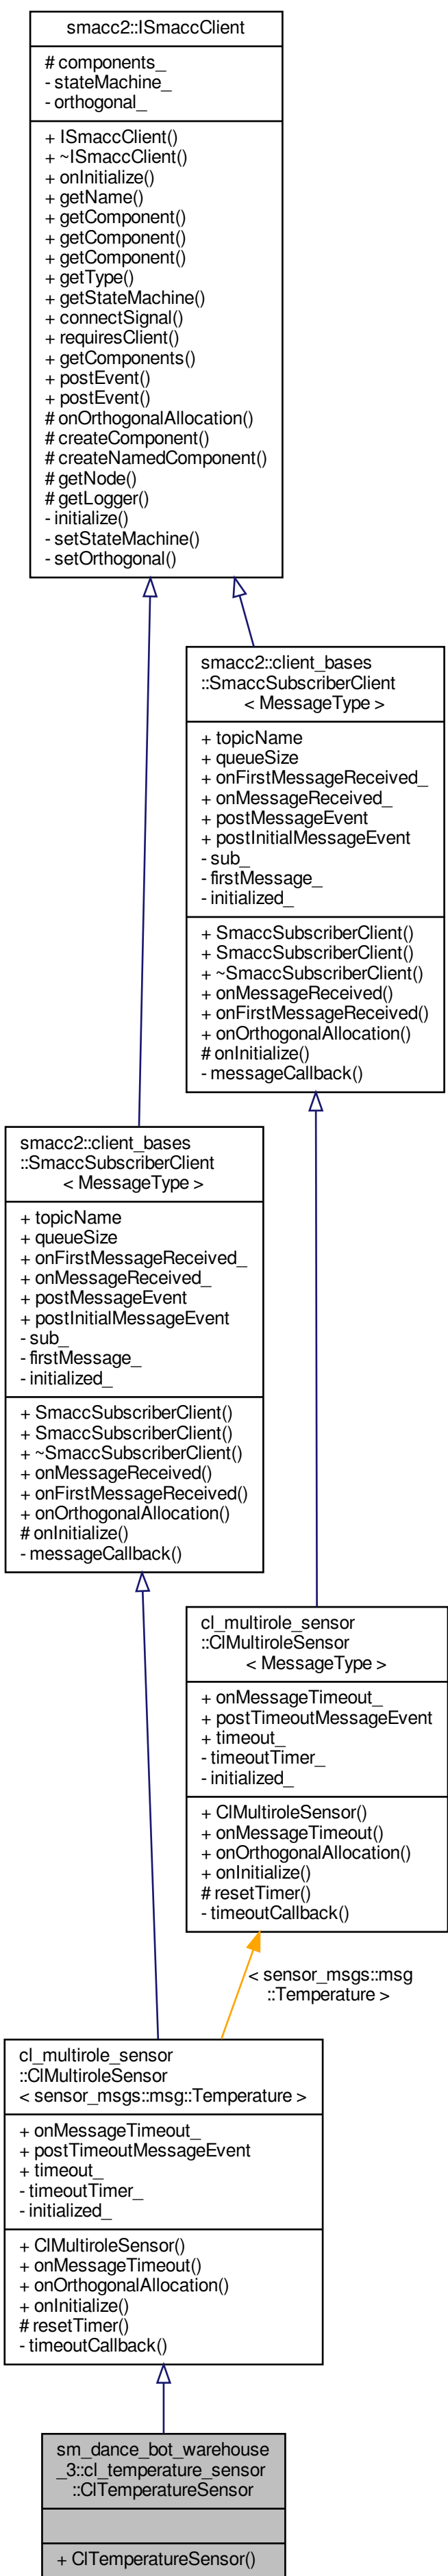 smacc2::ISmaccClient
# components_
- stateMachine_
- orthogonal_
+ ISmaccClient()
+ ~ISmaccClient()
+ onInitialize()
+ getName()
+ getComponent()
+ getComponent()
+ getComponent()
+ getType()
+ getStateMachine()
+ connectSignal()
+ requiresClient()
+ getComponents()
+ postEvent()
+ postEvent()
# onOrthogonalAllocation()
# createComponent()
# createNamedComponent()
# getNode()
# getLogger()
- initialize()
- setStateMachine()
- setOrthogonal()
smacc2::client_bases
::SmaccSubscriberClient
< MessageType >
+ topicName
+ queueSize
+ onFirstMessageReceived_
+ onMessageReceived_
+ postMessageEvent
+ postInitialMessageEvent
- sub_
- firstMessage_
- initialized_
+ SmaccSubscriberClient()
+ SmaccSubscriberClient()
+ ~SmaccSubscriberClient()
+ onMessageReceived()
+ onFirstMessageReceived()
+ onOrthogonalAllocation()
# onInitialize()
- messageCallback()
smacc2::client_bases
::SmaccSubscriberClient
< MessageType >
+ topicName
+ queueSize
+ onFirstMessageReceived_
+ onMessageReceived_
+ postMessageEvent
+ postInitialMessageEvent
- sub_
- firstMessage_
- initialized_
+ SmaccSubscriberClient()
+ SmaccSubscriberClient()
+ ~SmaccSubscriberClient()
+ onMessageReceived()
+ onFirstMessageReceived()
+ onOrthogonalAllocation()
# onInitialize()
- messageCallback()
cl_multirole_sensor
::ClMultiroleSensor
< MessageType >
+ onMessageTimeout_
+ postTimeoutMessageEvent
+ timeout_
- timeoutTimer_
- initialized_
+ ClMultiroleSensor()
+ onMessageTimeout()
+ onOrthogonalAllocation()
+ onInitialize()
# resetTimer()
- timeoutCallback()
< sensor_msgs::msg
::Temperature >
cl_multirole_sensor
::ClMultiroleSensor
< sensor_msgs::msg::Temperature >
+ onMessageTimeout_
+ postTimeoutMessageEvent
+ timeout_
- timeoutTimer_
- initialized_
+ ClMultiroleSensor()
+ onMessageTimeout()
+ onOrthogonalAllocation()
+ onInitialize()
# resetTimer()
- timeoutCallback()
sm_dance_bot_warehouse
_3::cl_temperature_sensor
::ClTemperatureSensor
+ ClTemperatureSensor()